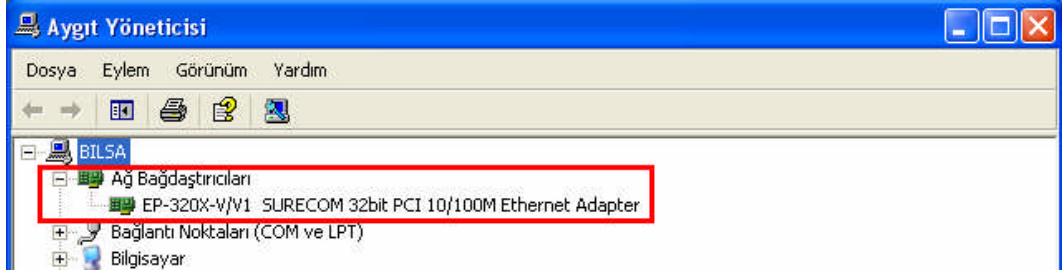 Aygıt Yöneticisi
Dosya Eylem Görünüm Yardım
BILSA
Ağ Bağdaştırıcıları
EP-320X-V/V1 SURECOM 32bit PCI 10/100M Ethernet Adapter
Bağlantı Noktaları (COM ve LPT)
Bilgisayar